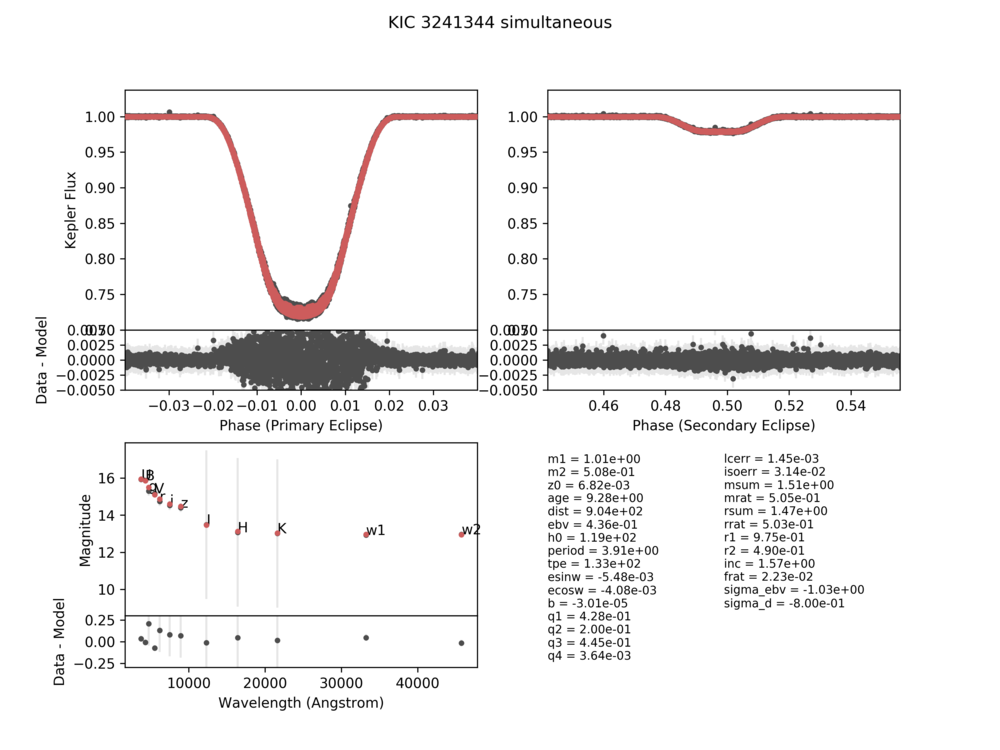 KIC 3241344 simultaneous
1.00
0.95
0.90
0.85
0.80
0.75
Kepler Flux
0.0050
0.0025
0.0000
−0.0025
−0.0050
Data - Model
−0.03 −0.02 −0.01 0.00 0.01 0.02 0.03
Phase (Primary Eclipse)
1.00
0.95
0.90
0.85
0.80
0.75
0.0050
0.0025
0.0000
−0.0025
−0.0050
0.46 0.48 0.50 0.52 0.54
Phase (Secondary Eclipse)
16
14
12
10
Magnitude
U B
g V
r i z
J H K w1 w2
0.25
0.00
−0.25
Data - Model
10000 20000 30000 40000
Wavelength (Angstrom)
m1 = 1.01e+00
m2 = 5.08e-01
z0 = 6.82e-03
age = 9.28e+00
dist = 9.04e+02
ebv = 4.36e-01
h0 = 1.19e+02
period = 3.91e+00
tpe = 1.33e+02
esinw = -5.48e-03
ecosw = -4.08e-03
b = -3.01e-05
q1 = 4.28e-01
q2 = 2.00e-01
q3 = 4.45e-01
q4 = 3.64e-03
lcerr = 1.45e-03
isoerr = 3.14e-02
msum = 1.51e+00
mrat = 5.05e-01
rsum = 1.47e+00
rrat = 5.03e-01
r1 = 9.75e-01
r2 = 4.90e-01
inc = 1.57e+00
frat = 2.23e-02
sigma_ebv = -1.03e+00
sigma_d = -8.00e-01